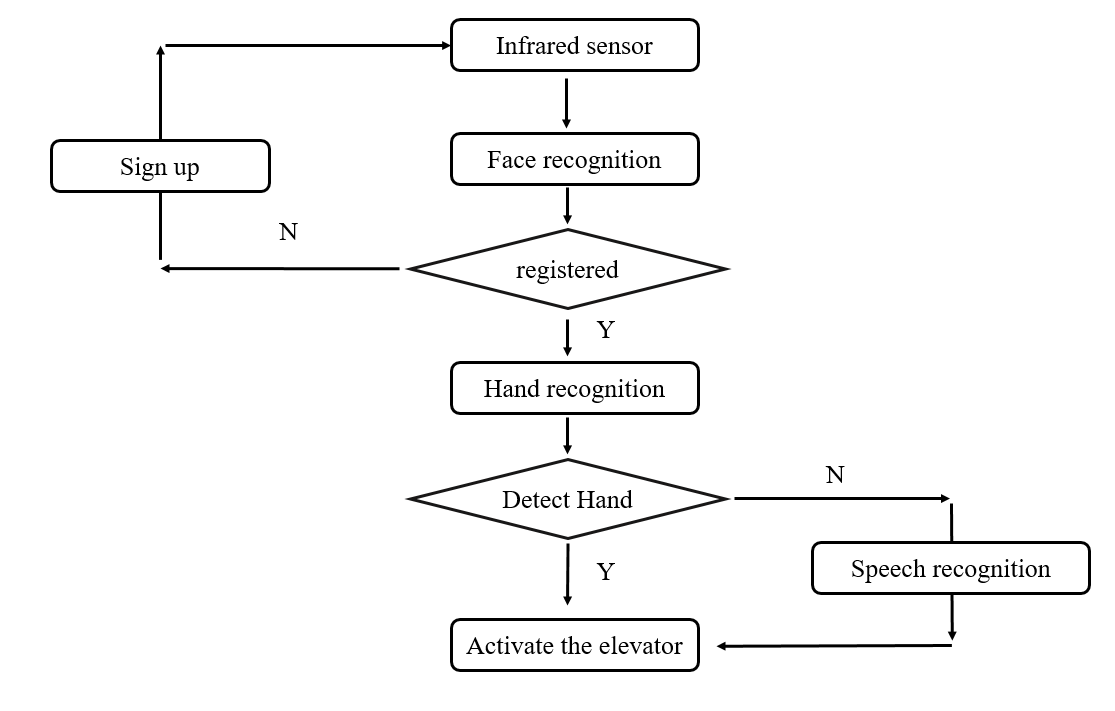 Infrared sensor
Face recognition
Sign up
N
registered
Y
Hand recognition
N
Detect Hand
Speech recognition
Y
Activate the elevator